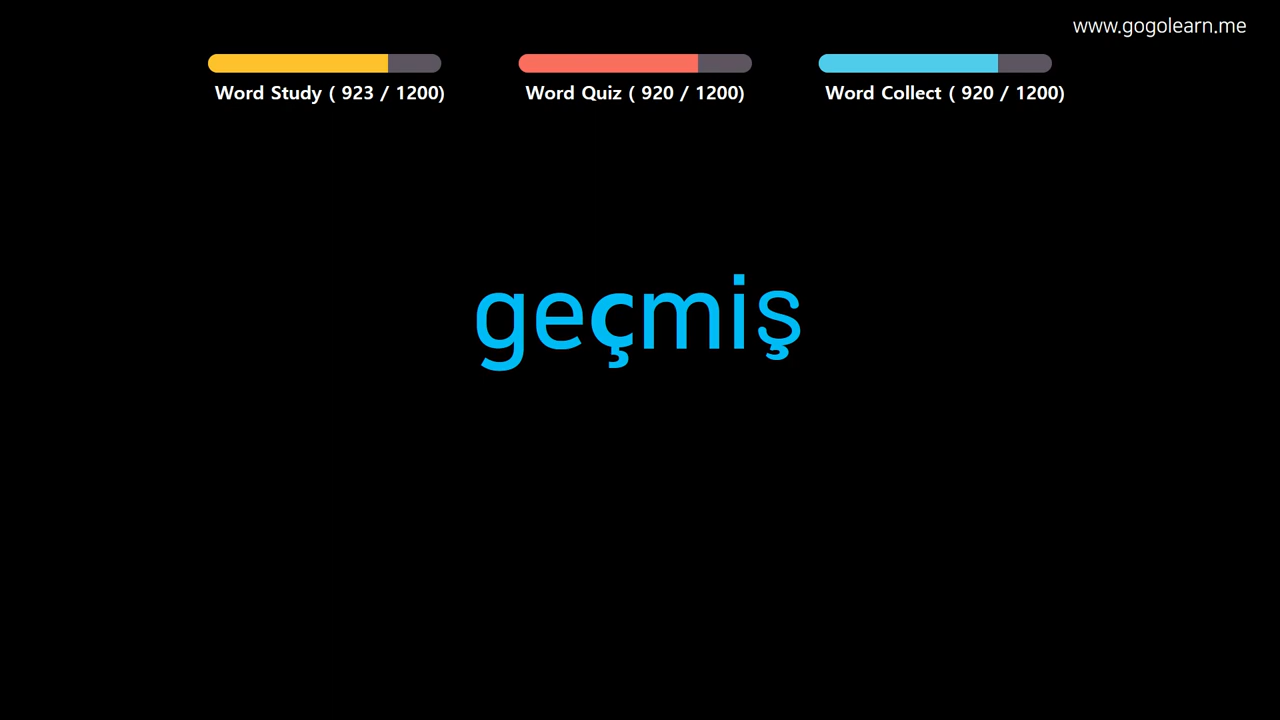 www.gogolearn.me
Word Study ( 923 / 1200)
Word Quiz ( 920 / 1200)
Word Collect ( 920 / 1200)
geçmiş